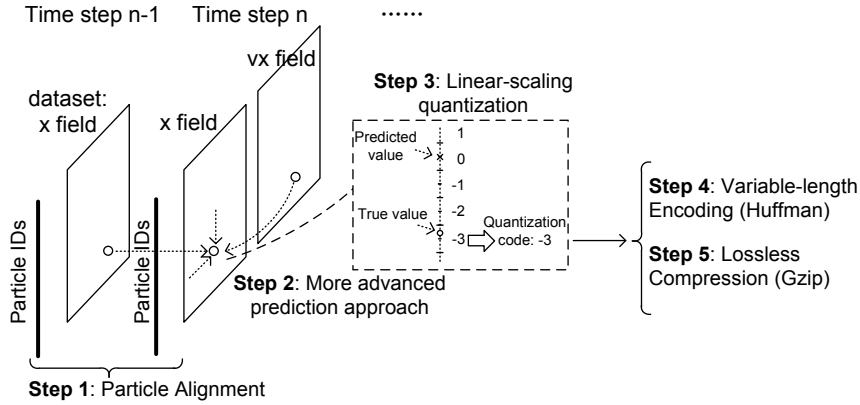 Time step n-1
Time step n
......
vx field
dataset:
x field
x field
Particle IDs
Particle IDs
Step 1: Particle Alignment
Step 2: More advanced
prediction approach
Step 3: Linear-scaling
quantization
Predicted
value
True value
1
0
-1
-2
-3
Quantization
code: -3
Step 4: Variable-length
Encoding (Huffman)
Step 5: Lossless
Compression (Gzip)